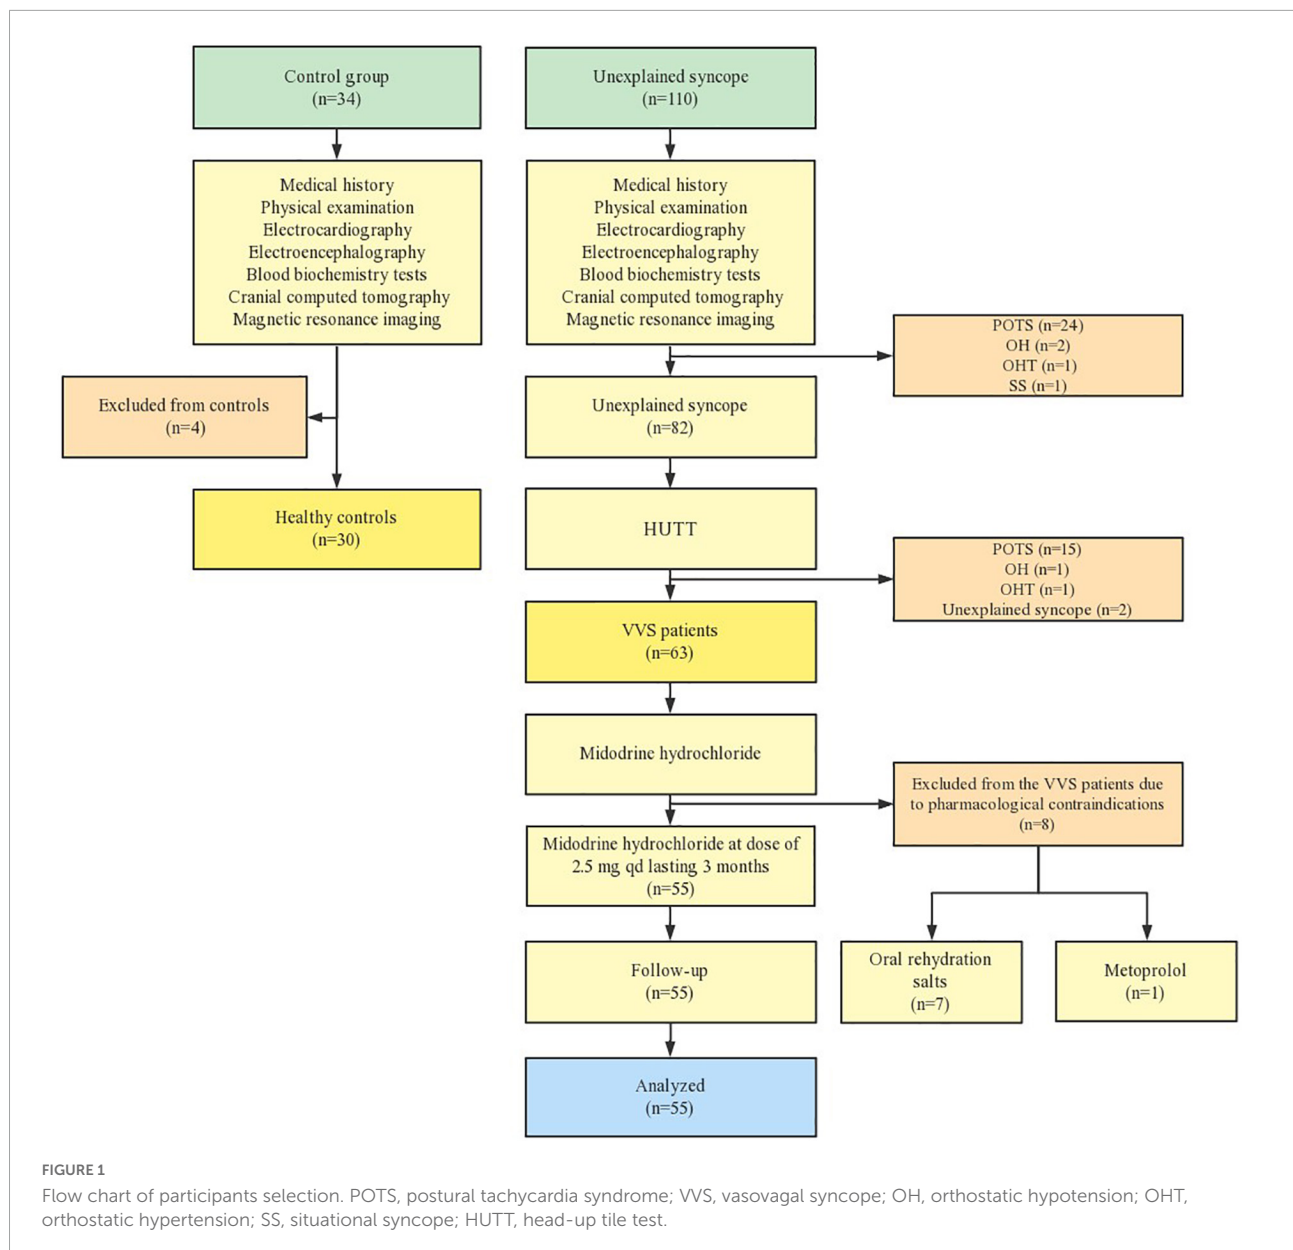 Control group
(n=34)
Medical history
Physical examination
Electrocardiography
Electroencephalography
Blood biochemistry tests
Cranial computed tomography
Magnetic resonance imaging
Excluded from controls
(n=4)
Healthy controls
(n=30)
Unexplained syncope
(n=110)
Medical history
Physical examination
Electrocardiography
Electroencephalography
Blood biochemistry tests
Cranial computed tomography
Magnetic resonance imaging
POTS (n=24)
OH (n=2)
OHT (n=1)
SS (n=1)
Unexplained syncope
(n=82)
HUTT
POTS (n=15)
OH (n=1)
OHT (n=1)
Unexplained syncope (n=2)
VVS patients
(n=63)
Midodrine hydrochloride
Excluded from the VVS patients due
to pharmacological contraindications
(n=8)
Midodrine hydrochloride at dose of
2.5 mg qd lasting 3 months
(n=55)
Oral rehydration
salts
(n=7)
Metoprolol
(n=1)
Follow-up
(n=55)
Analyzed
(n=55)
FIGURE 1
Flow chart of participants selection. POTS, postural tachycardia syndrome; VVS, vasovagal syncope; OH, orthostatic hypotension; OHT,
orthostatic hypertension; SS, situational syncope; HUTT, head-up tile test.